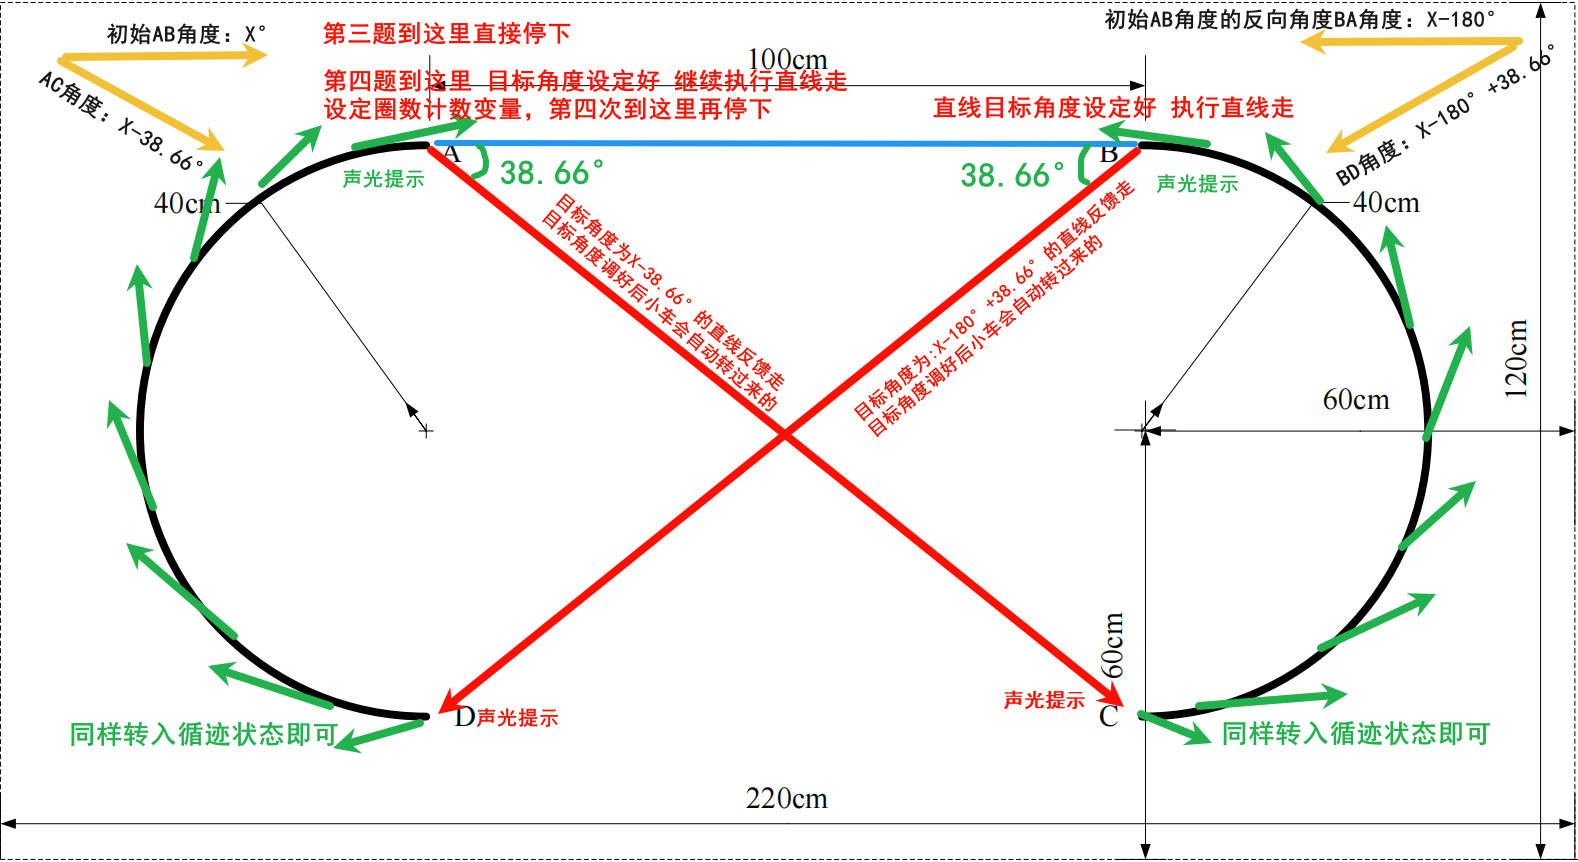 初始AB角度：X°
第三题到这里直接停下
初始AB角度的反向角度BA角度：X-180°
100cm
AC角度：X-38.66°
第四题到这里 目标角度设定好 继续执行直线走
设定圈数计数变量，第四次到这里再停下
直线目标角度设定好 执行直线走
BD角度：X-180° +38.66°
A
B
声光提示
38.66°
38.66°
声光提示
40cm
40cm
目标角度为X-38.66° 的直线反馈走
目标角度调好后小车会自动转过来的
目标角度为:X-180° +38.66° 的直线反馈走
目标角度调好后小车会自动转过来的
120cm
60cm
60cm
声光提示
D声光提示
C
同样转入循迹状态即可
同样转入循迹状态即可
220cm